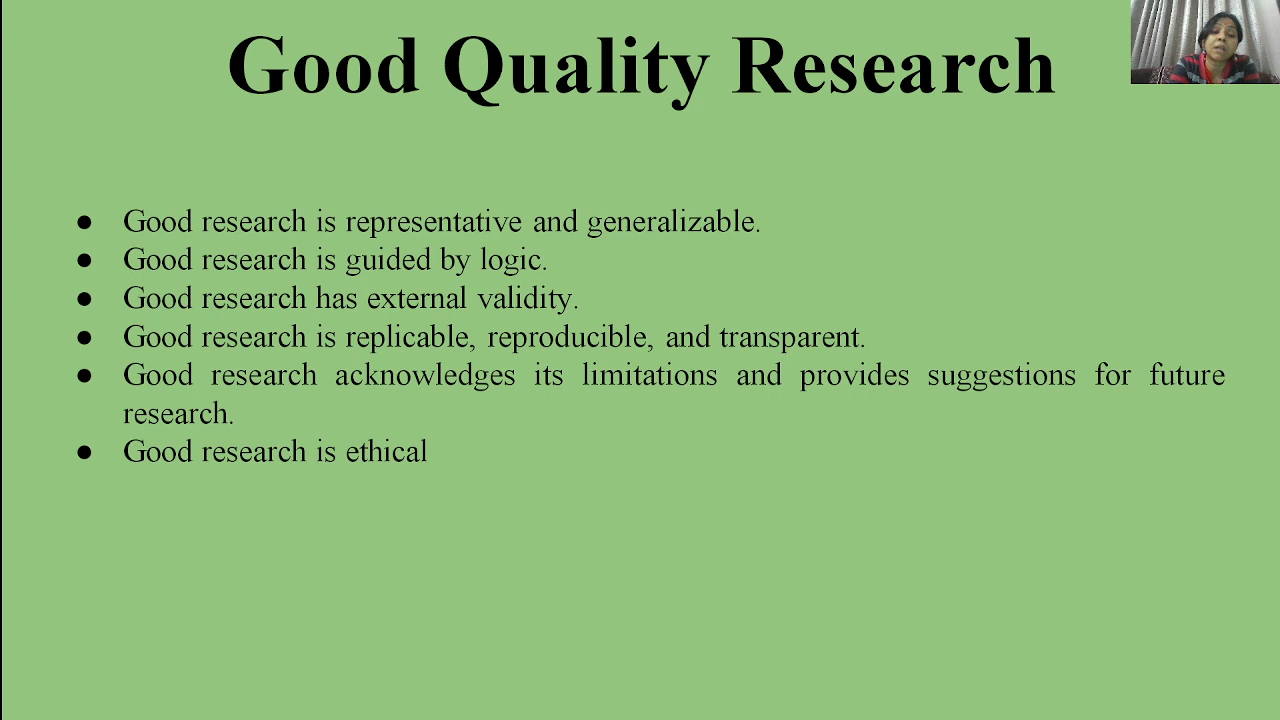 Good Quality Research
● Good research is representative and generalizable.
● Good research is guided by logic.
● Good research has external validity.
● Good research is replicable, reproducible, and transparent.
● Good research acknowledges its limitations and provides suggestions for future
research.
● Good research is ethical